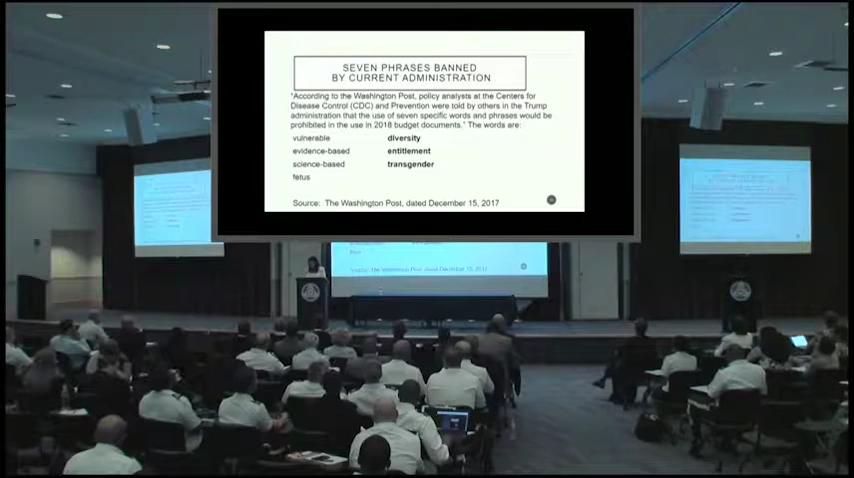 SEVEN PHRASES BANNED
BY CURRENT ADMINISTRATION
"According to the Washington Post, policy analysts at the Centers for
Disease Control (CDC) and Prevention were told by others in the Trump
administration that the use of seven specific words and phrases would be
prohibited in the use in 2018 budget documents." The words are:
vulnerable diversity
evidence-based entitlement
science-based transgender
fetus
Source: The Washington Post, dated December 15, 2017